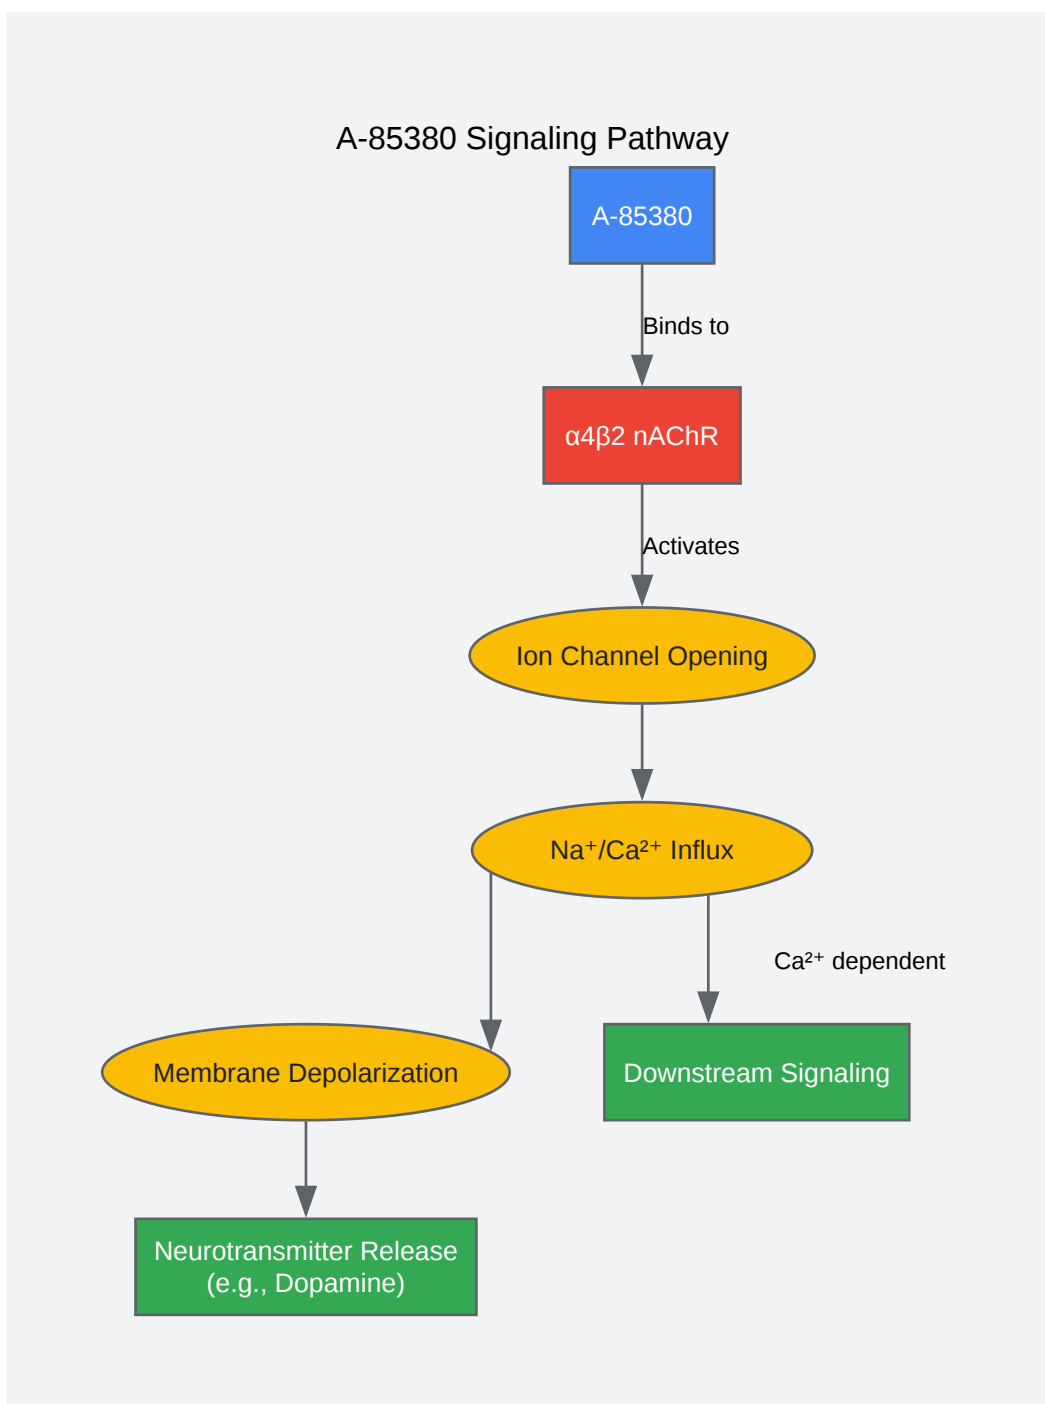 A-85380 Signaling Pathway
A-85380
Binds to
α4β2 nAChR
Activates
Ion Channel Opening
Na⁺/Ca²⁺ Influx
Ca²⁺ dependent
Membrane Depolarization
Downstream Signaling
Neurotransmitter Release
(e.g., Dopamine)